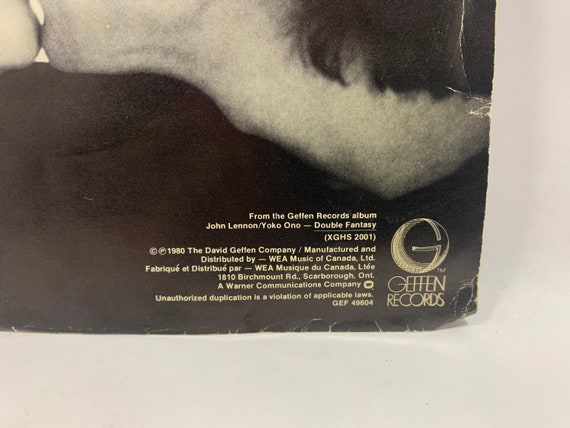 From the Geffen Records album
John Lennon/Yoko Ono — Double Fantasy
(XGHS 2001)
© ℗ 1980 The David Geffen Company / Manufactured and
Distributed by — WEA Music of Canada, Ltd.
Fabriqué et Distribué par — WEA Musique du Canada, Ltée
1810 Birchmount Rd., Scarborough, Ont.
A Warner Communications Company
Unauthorized duplication is a violation of applicable laws.
GEF 49604
G
TM
GEFFEN
RECORDS